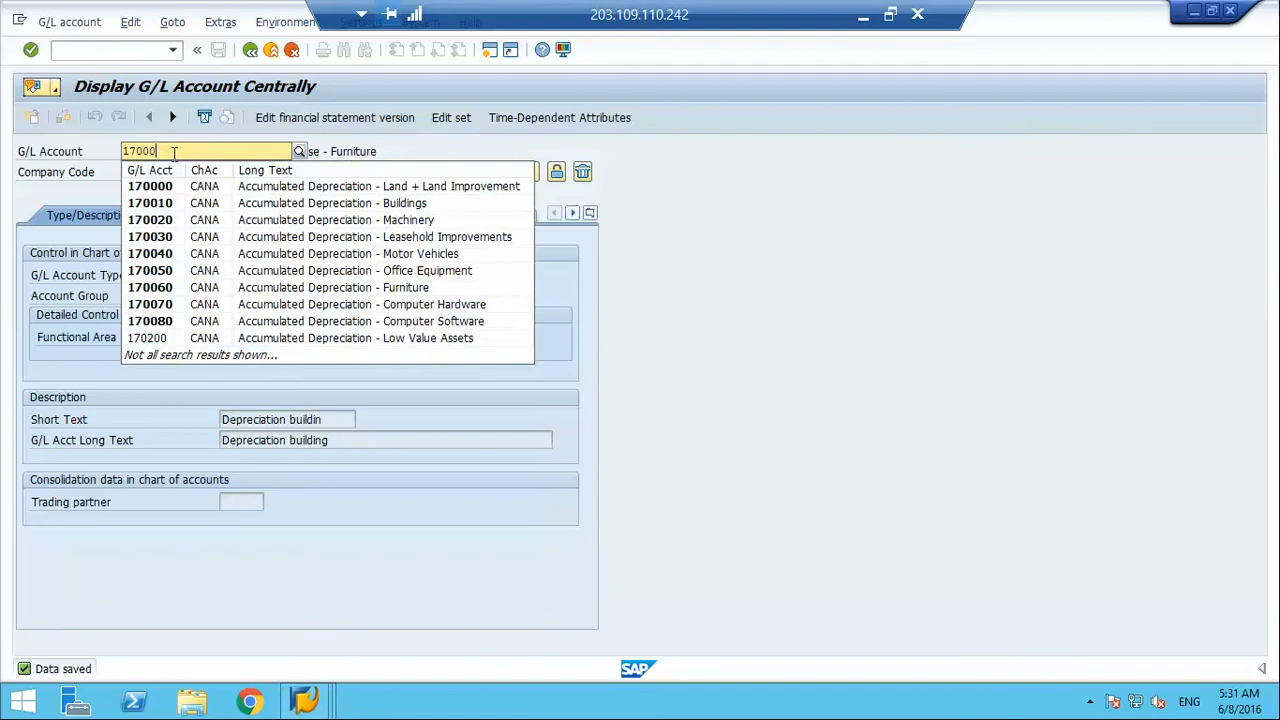 203.109.110.242
G/L account Edit Goto Extras Environment
Display G/L Account Centrally
Edit financial statement version Edit set Time-Dependent Attributes
G/L Account 17000 se - Furniture
Company Code
G/L Acct ChAc Long Text
170000 CANA Accumulated Depreciation - Land + Land Improvement
170010 CANA Accumulated Depreciation - Buildings
170020 CANA Accumulated Depreciation - Machinery
170030 CANA Accumulated Depreciation - Leasehold Improvements
170040 CANA Accumulated Depreciation - Motor Vehicles
170050 CANA Accumulated Depreciation - Office Equipment
170060 CANA Accumulated Depreciation - Furniture
170070 CANA Accumulated Depreciation - Computer Hardware
170080 CANA Accumulated Depreciation - Computer Software
170200 CANA Accumulated Depreciation - Low Value Assets
Not all search results shown...
Type/Descripti
Control in Chart o
G/L Account Typ
Account Group
Detailed Control
Functional Area
Description
Short Text Depreciation buildin
G/L Acct Long Text Depreciation building
Consolidation data in chart of accounts
Trading partner
Data saved
SAP
ENG
5:31 AM
6/8/2016